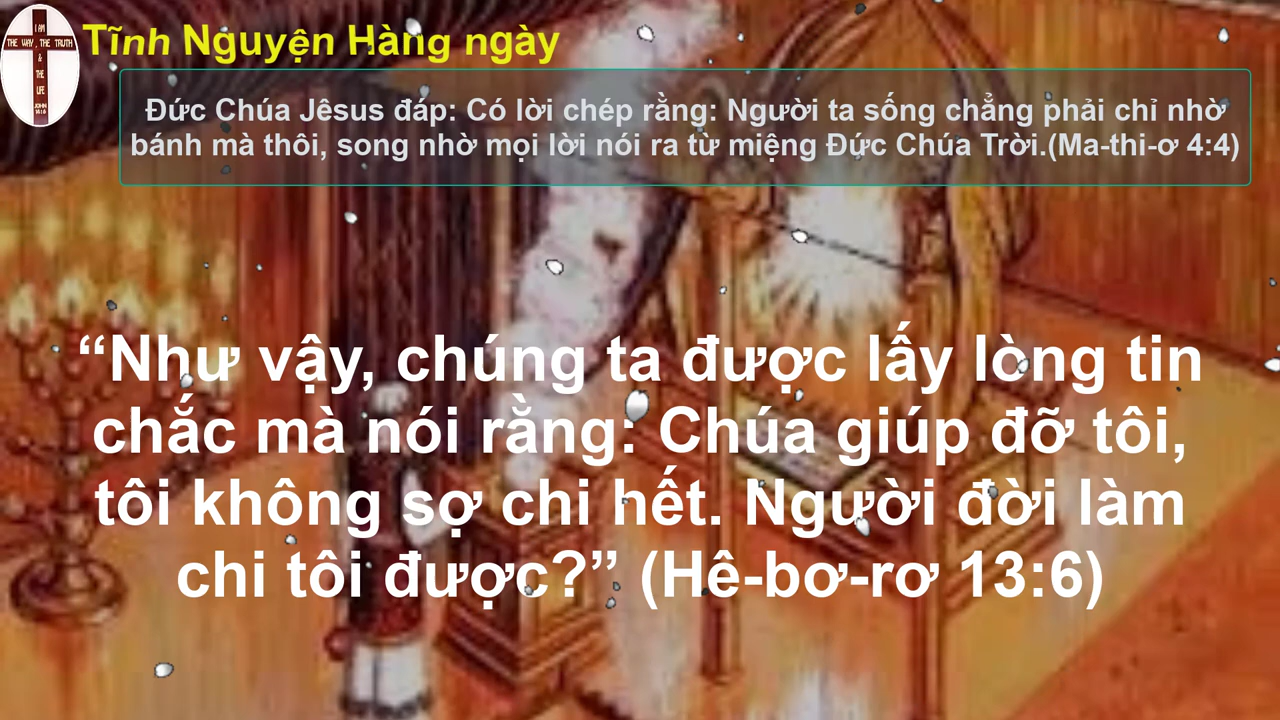 I AM
THE WAY, THE TRUTH
&
THE
LIFE
JOHN
14:6
Tĩnh Nguyện Hàng ngày
Đức Chúa Jêsus đáp: Có lời chép rằng: Người ta sống chẳng phải chỉ nhờ
bánh mà thôi, song nhờ mọi lời nói ra từ miệng Đức Chúa Trời.(Ma-thi-ơ 4:4)
“Như vậy, chúng ta được lấy lòng tin
chắc mà nói rằng: Chúa giúp đỡ tôi,
tôi không sợ chi hết. Người đời làm
chi tôi được?” (Hê-bơ-rơ 13:6)